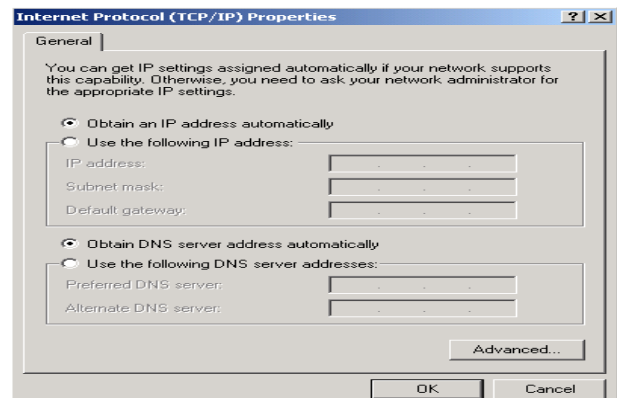 Internet Protocol (TCP/IP) Properties
General
You can get IP settings assigned automatically if your network supports
this capability. Otherwise, you need to ask your network administrator for
the appropriate IP settings.
Obtain an IP address automatically
Use the following IP address:
IP address:
Subnet mask:
Default gateway:
Obtain DNS server address automatically
Use the following DNS server addresses:
Preferred DNS server:
Alternate DNS server:
Advanced...
OK Cancel